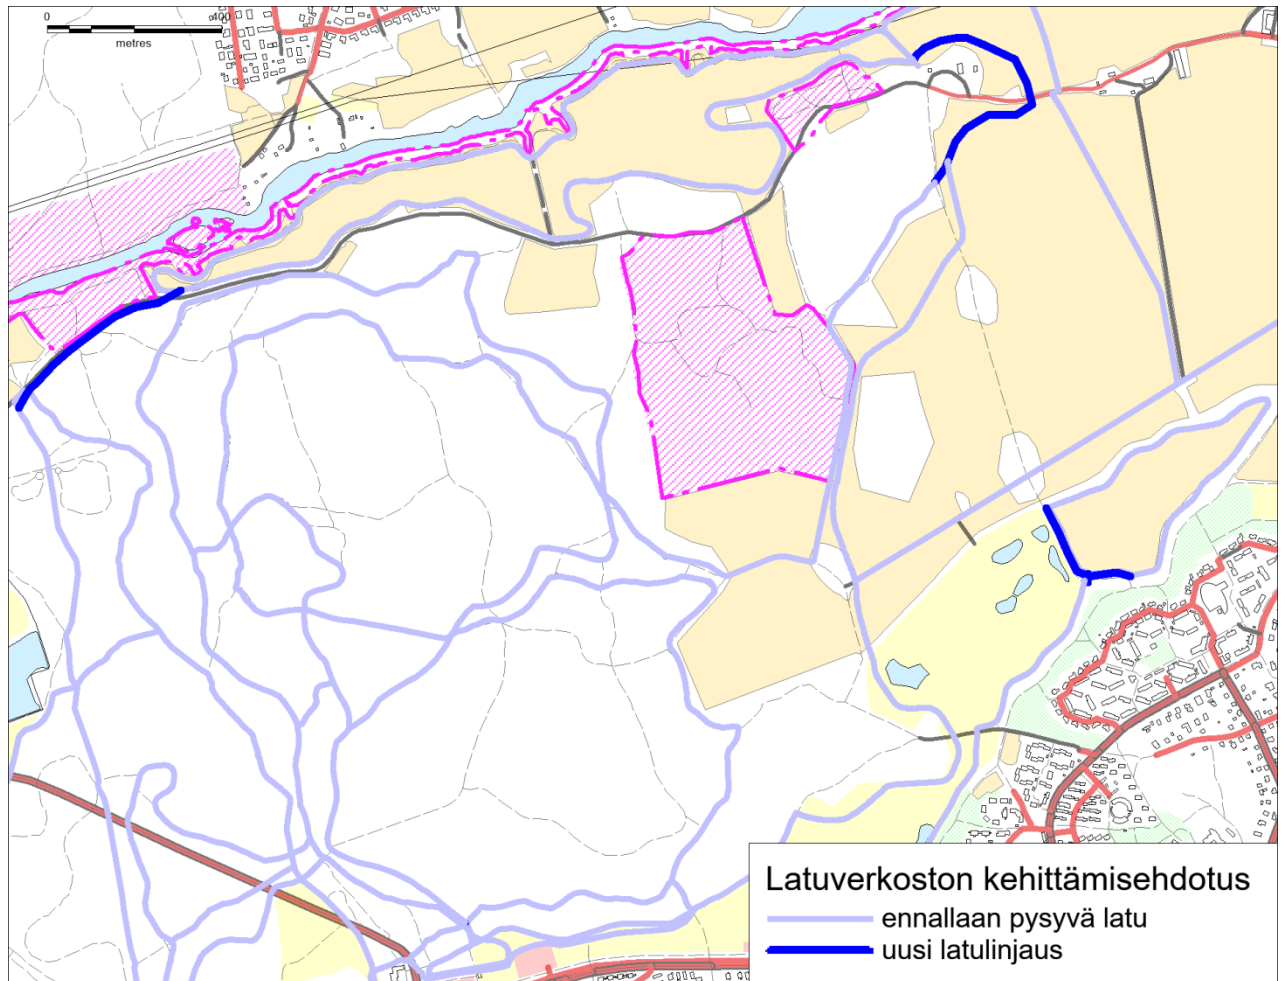 0 400
metres
Latuverkoston kehittämisehdotus
ennallaan pysyvä latu
uusi latulinjaus